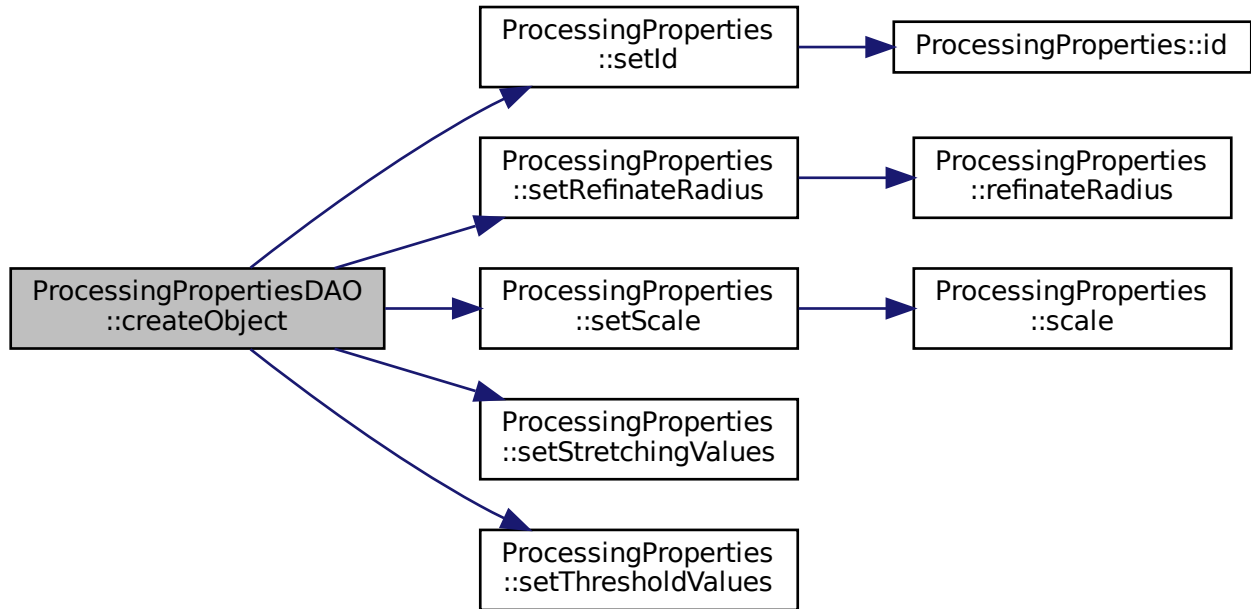 ProcessingPropertiesDAO
::createObject
ProcessingProperties
::setId
ProcessingProperties::id
ProcessingProperties
::setRefinateRadius
ProcessingProperties
::refinateRadius
ProcessingProperties
::setScale
ProcessingProperties
::scale
ProcessingProperties
::setStretchingValues
ProcessingProperties
::setThresholdValues